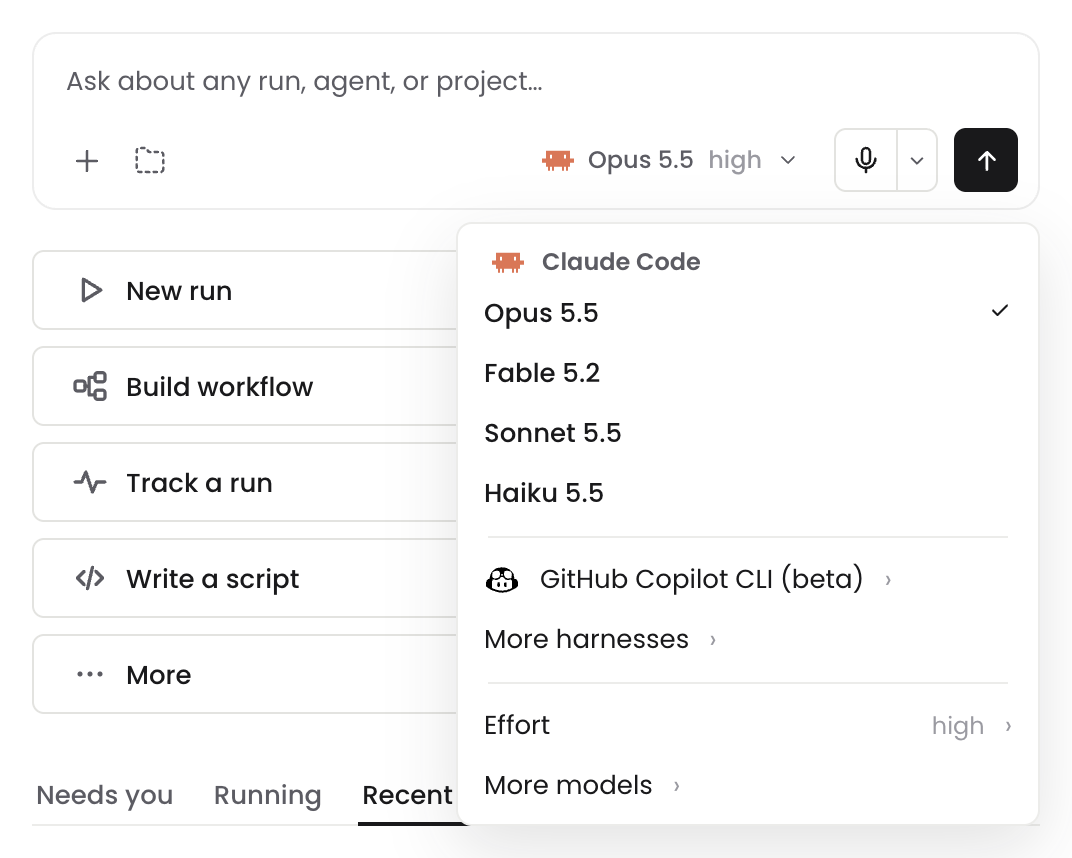 Ask about any run, agent, or project...
Opus 5.5 high
Claude Code
Opus 5.5
Fable 5.2
Sonnet 5.5
Haiku 5.5
GitHub Copilot CLI (beta)
More harnesses
Effort high
More models
New run
Build workflow
Track a run
Write a script
More
Needs you Running Recent